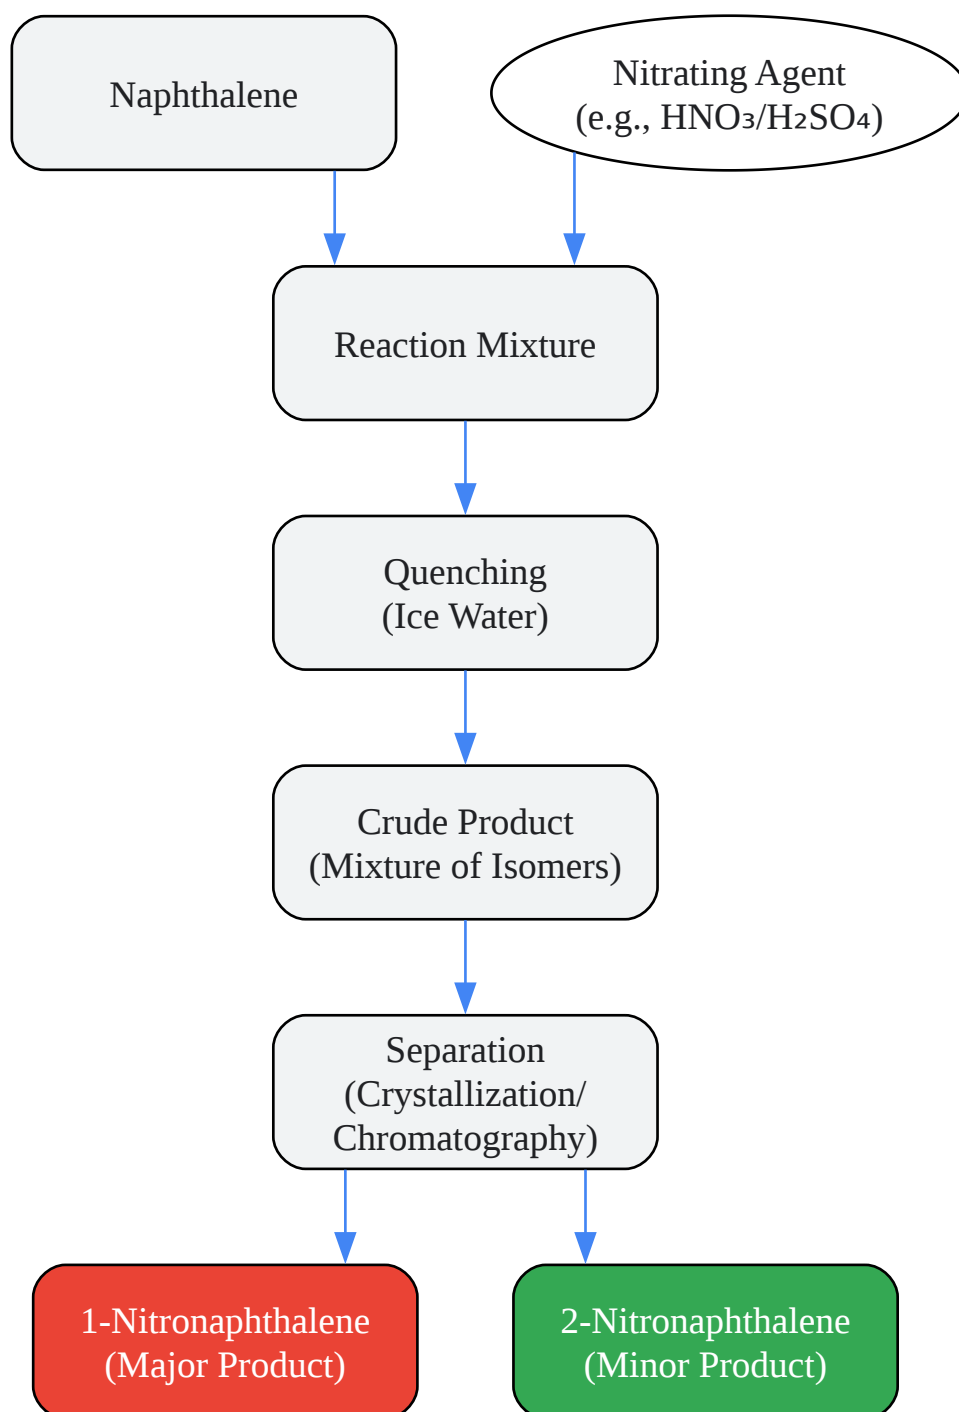 Naphthalene
Nitrating Agent
(e.g., HNO₃/H₂SO₄)
Reaction Mixture
Quenching
(Ice Water)
Crude Product
(Mixture of Isomers)
Separation
(Crystallization/
Chromatography)
1-Nitronaphthalene
(Major Product)
2-Nitronaphthalene
(Minor Product)